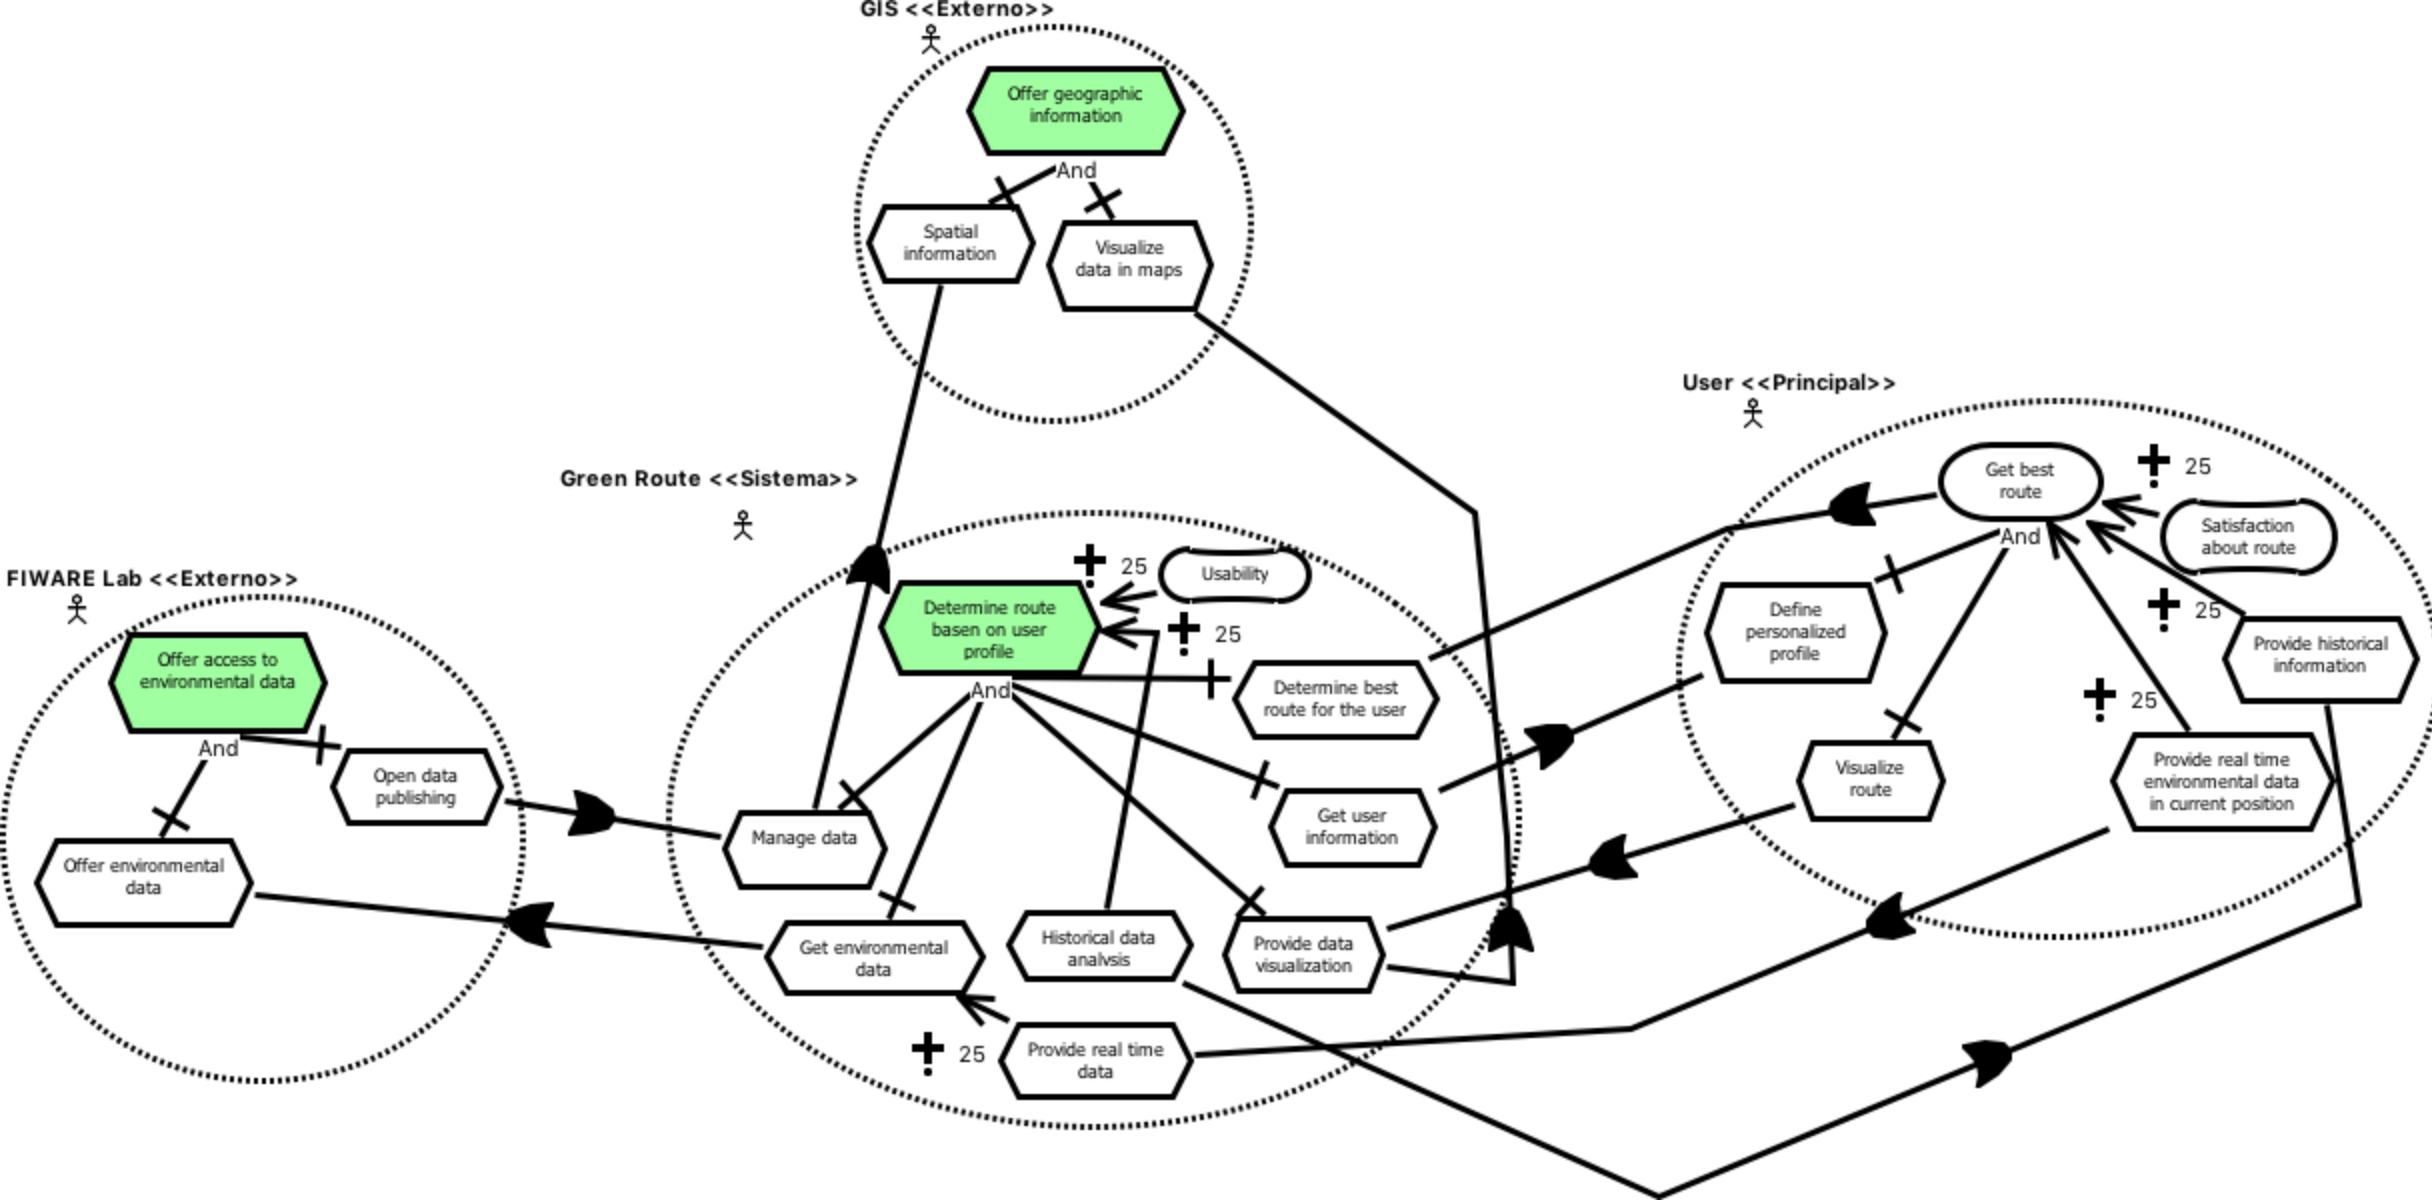 GIS <<Externo>>
Offer geographic
information
And
Spatial
information
Visualize
data in maps
User <<Principal>>
Get best
route
25
Satisfaction
about route
And
Define
personalized
profile
25
Provide historical
information
25
Visualize
route
Provide real time
environmental data
in current position
Green Route <<Sistema>>
25
Usability
Determine route
basen on user
profile
25
And
Determine best
route for the user
Get user
information
Manage data
Get environmental
data
Historical data
analvsis
Provide data
visualization
25
Provide real time
data
FIWARE Lab <<Externo>>
Offer access to
environmental data
And
Open data
publishing
Offer environmental
data